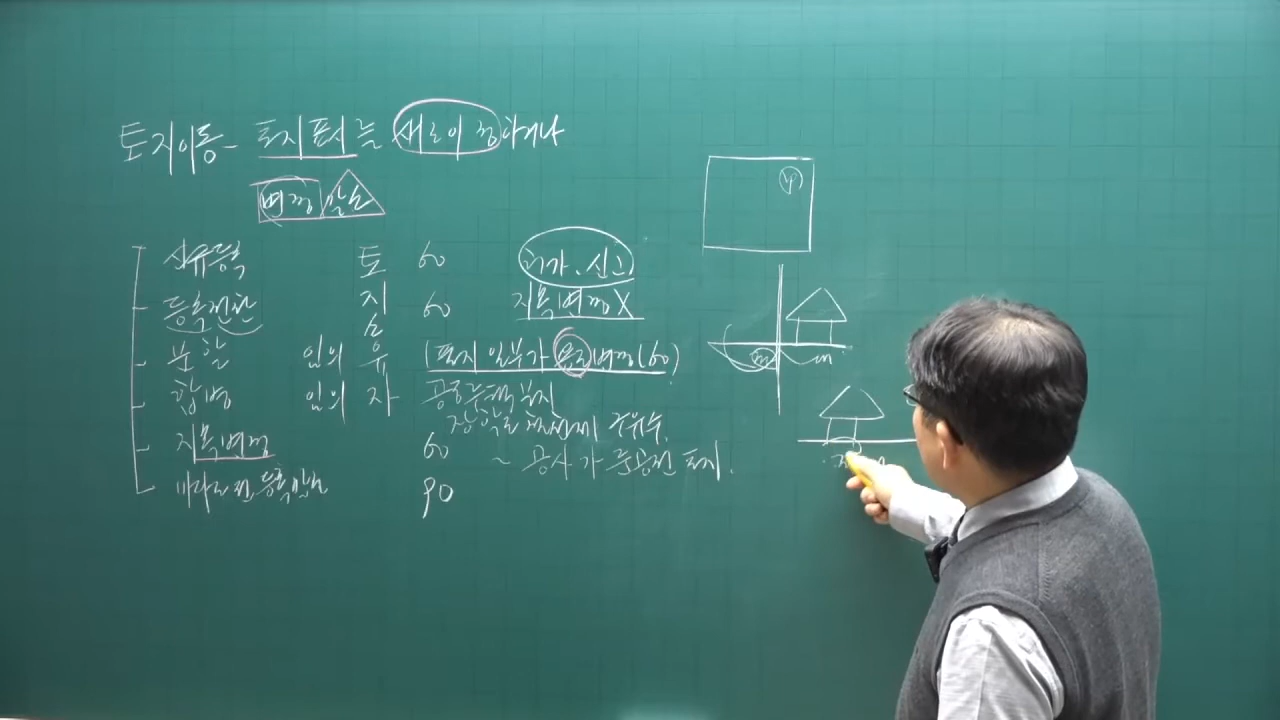 토지이동- 토지표시를 새로이 정하거나
변경 말소
신규등록 토 60 허가.신고
등록전환 지 60 지목변경X
소
분할 임의 유 (토지 일부가 용도변경(60)
합병 임의 자 공동주택부지
지목변경 60 ~ 공사가 준공된 토지.
바다로 된 등록말소 90